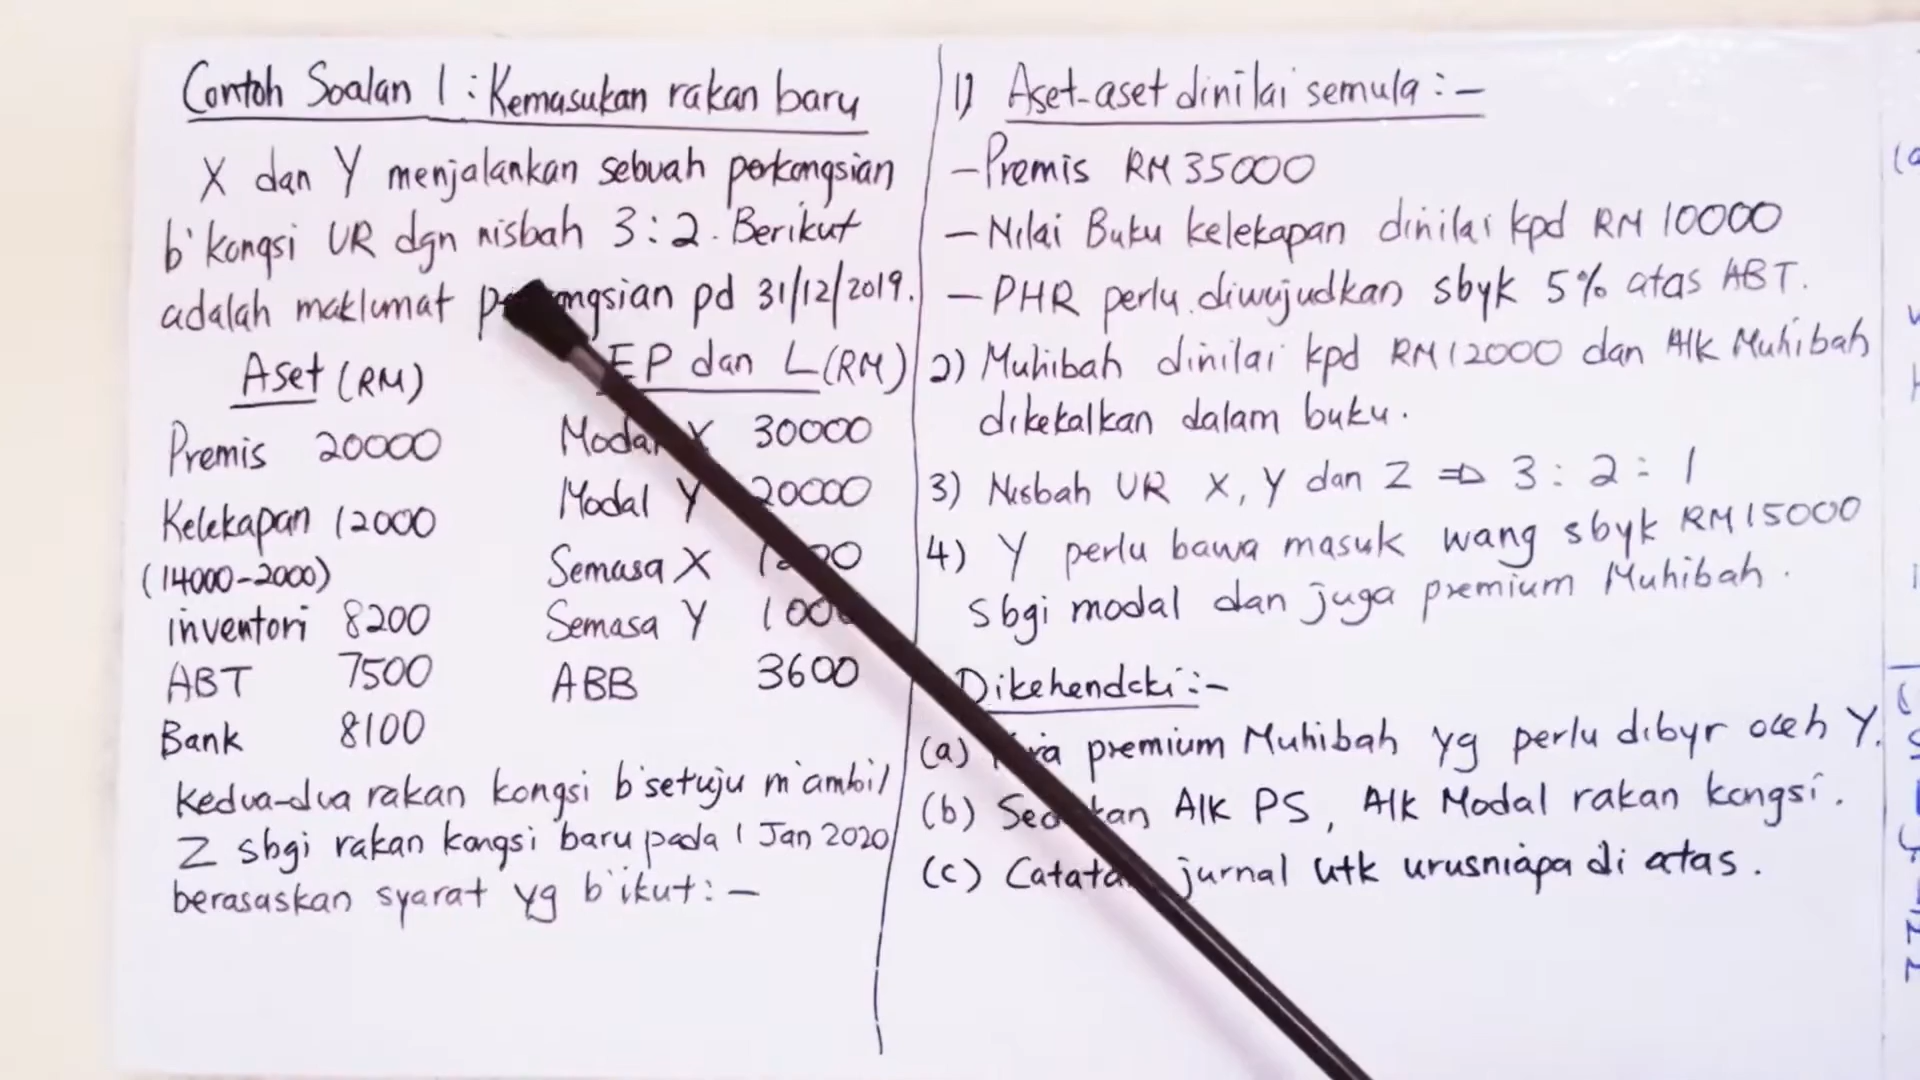 Contoh Soalan 1 : Kemasukan rakan baru
X dan Y menjalankan sebuah perkongsian
b'kongsi UR dgn nisbah 3 : 2. Berikut
adalah maklumat pd 31/12/2019.
Aset (RM)
EP dan L (RM)
Premis 20000
Modal X 30000
Kelekapan 12000
(14000-2000)
Modal Y 20000
Semasa X
inventori 8200
Semasa Y
ABT 7500
ABB 3600
Bank 8100
Kedua-dua rakan kongsi b'setuju m'ambil
Z sbgi rakan kongsi baru pada 1 Jan 2020
berasaskan syarat yg b'ikut : -
1) Aset-aset dinilai semula : -
- Premis RM 35000
- Nilai Buku kelekapan dinilai kpd RM 10000
- PHR perlu diwujudkan sbyk 5% atas ABT.
2) Muhibah dinilai kpd RM 12000 dan A/k Muhibah
dikekalkan dalam buku.
3) Nisbah UR X, Y dan Z ⇒ 3 : 2 : 1
4) Y perlu bawa masuk wang sbyk RM 15000
sbgi modal dan juga premium Muhibah.
Dikehendaki : -
(a) premium Muhibah yg perlu dibyr oleh Y.
(b) A/k PS, A/k Modal rakan kongsi.
(c) jurnal utk urusniapa di atas.